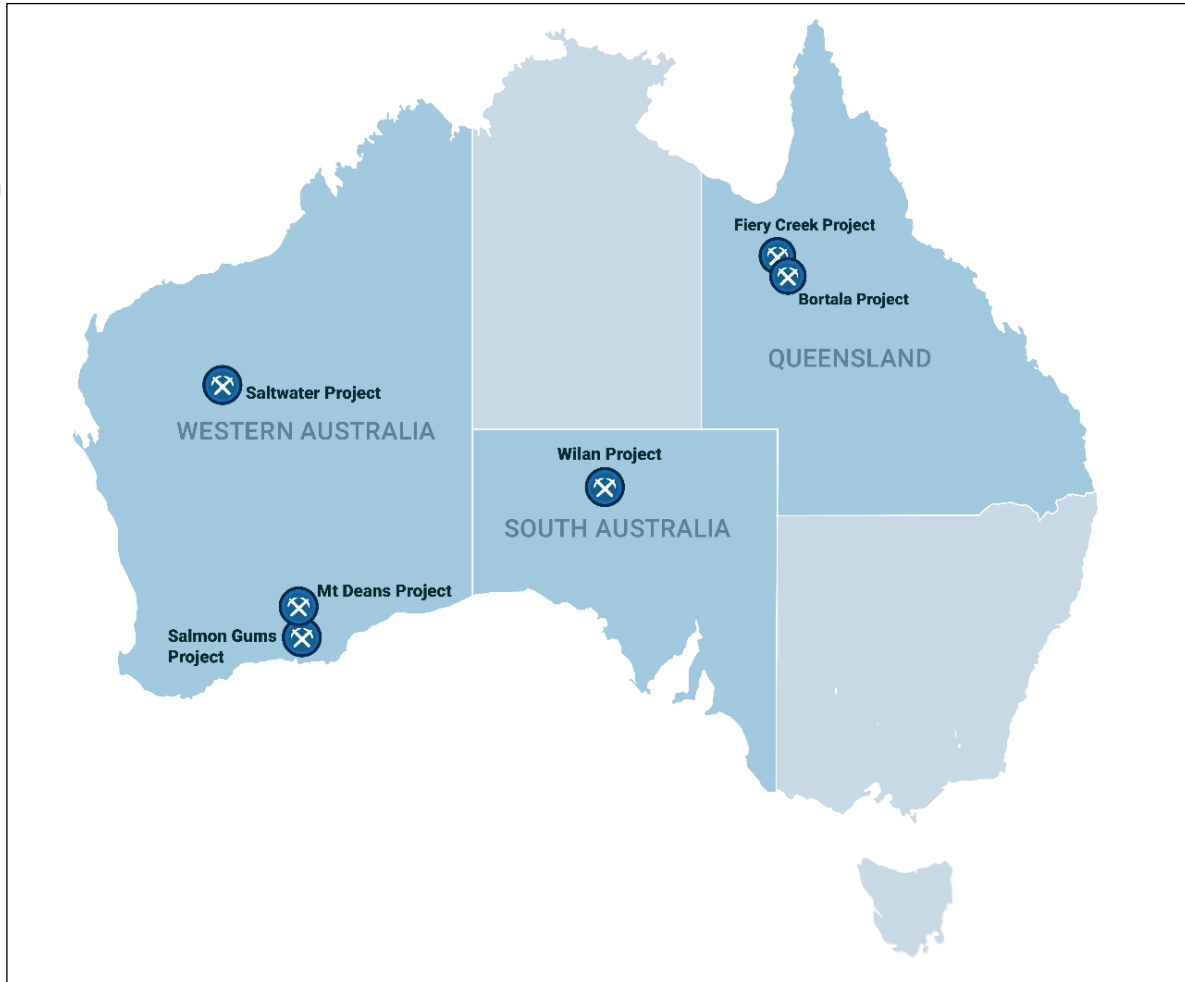 Fiery Creek Project
Bortala Project
QUEENSLAND
Saltwater Project
WESTERN AUSTRALIA
Wilan Project
SOUTH AUSTRALIA
Mt Deans Project
Salmon Gums
Project